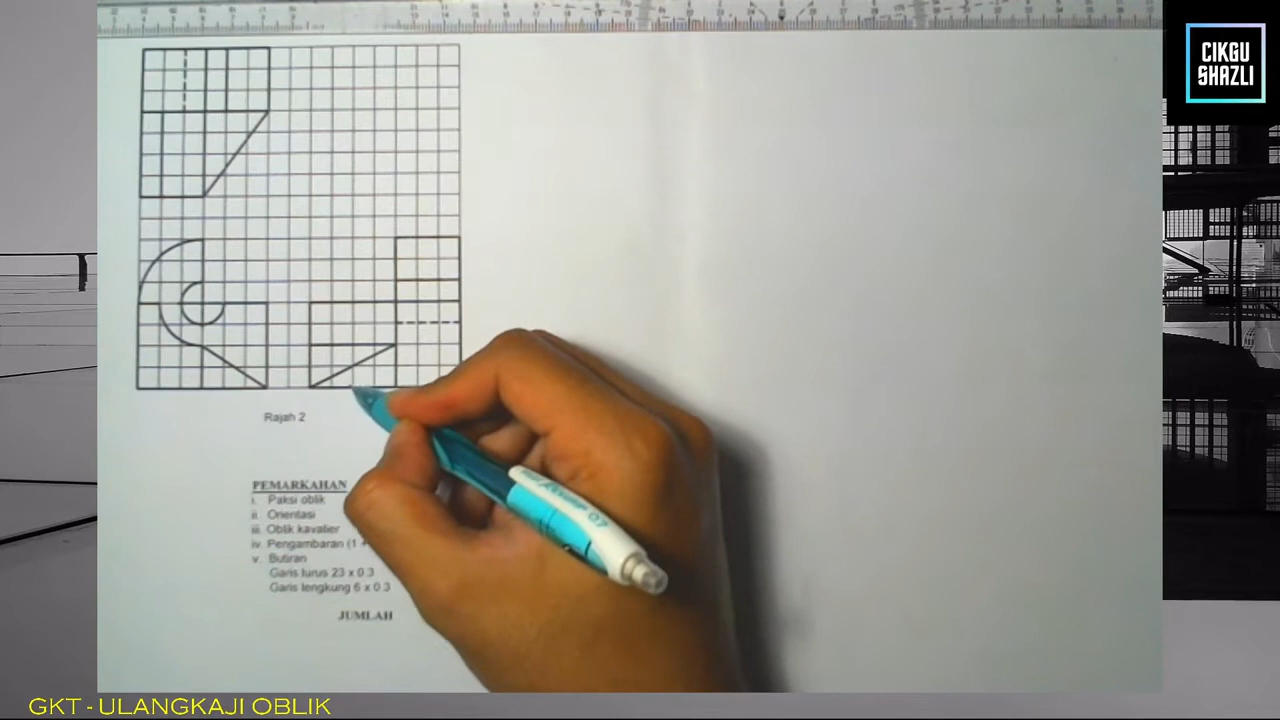 CIKGU
SHAZLI
Rajah 2
PEMARKAHAN
i. Paksi oblik
ii. Orientasi
iii. Oblik kavalier
iv. Pengambaran (1 +
v. Butiran
Garis lurus 23 x 0.3
Garis lengkung 6 x 0.3
JUMLAH
GKT - ULANGKAJI OBLIK